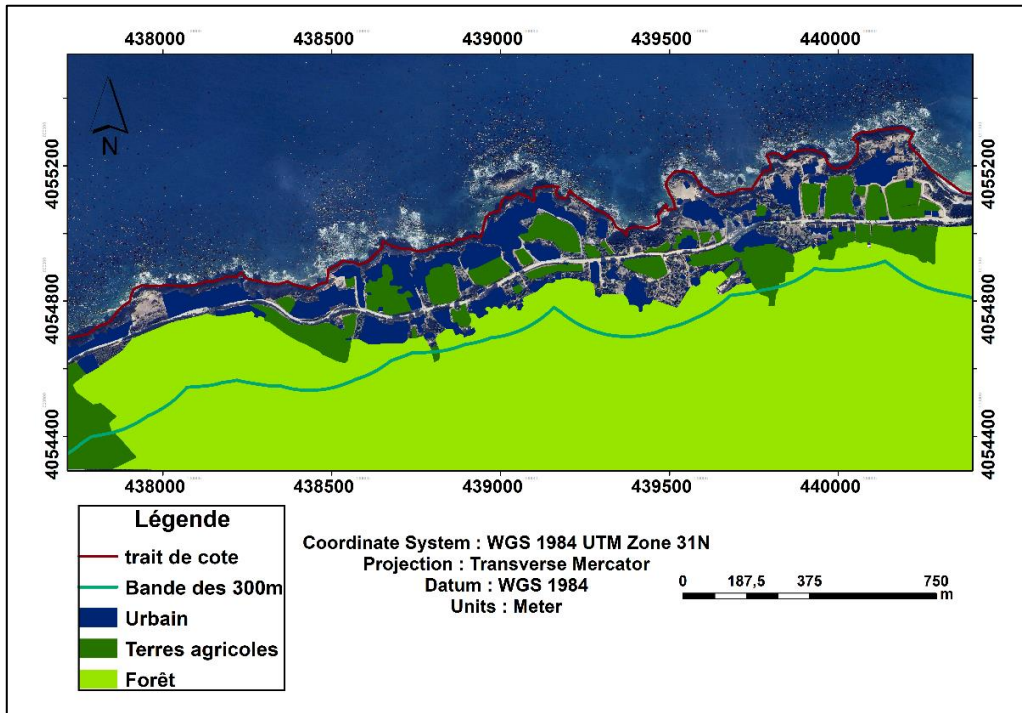 438000 438500 439000 439500 440000
N
4055200 4055200
4054800 4054800
4054400 4054400
438000 438500 439000 439500 440000
Légende
trait de cote
Bande des 300m
Urbain
Terres agricoles
Forêt
Coordinate System : WGS 1984 UTM Zone 31N
Projection : Transverse Mercator
Datum : WGS 1984
Units : Meter
0 187,5 375 750
m